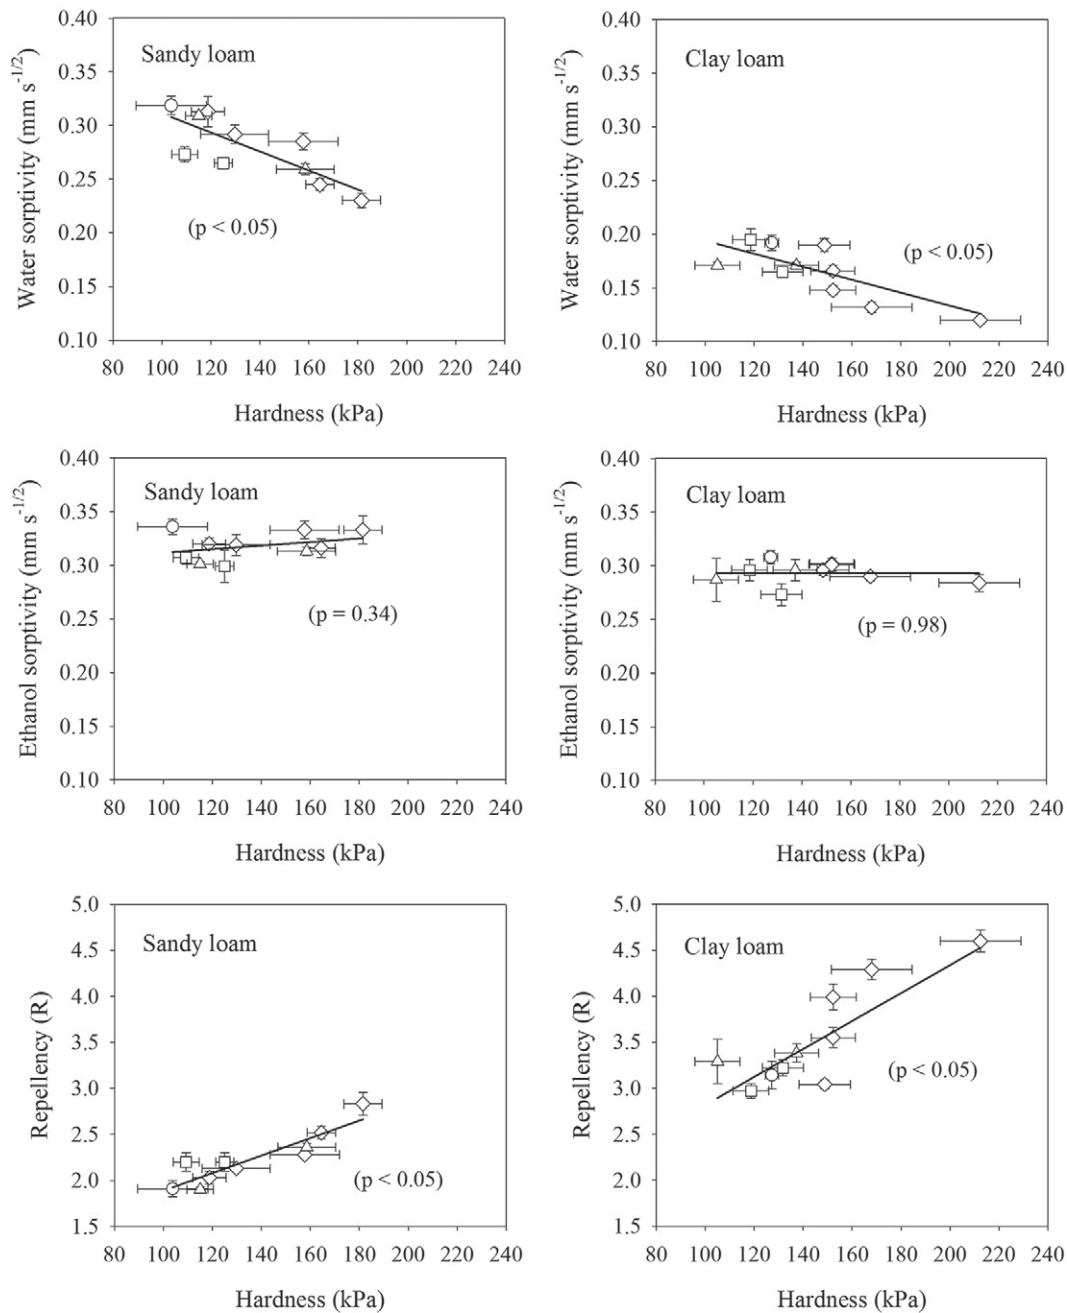 Water sorptivity (mm s-1/2)
0.40
0.35
0.30
0.25
0.20
0.15
0.10
Sandy loam
(p < 0.05)
80 100 120 140 160 180 200 220 240
Hardness (kPa)
Water sorptivity (mm s-1/2)
0.40
0.35
0.30
0.25
0.20
0.15
0.10
Clay loam
(p < 0.05)
80 100 120 140 160 180 200 220 240
Hardness (kPa)
Ethanol sorptivity (mm s-1/2)
0.40
0.35
0.30
0.25
0.20
0.15
0.10
Sandy loam
(p = 0.34)
80 100 120 140 160 180 200 220 240
Hardness (kPa)
Ethanol sorptivity (mm s-1/2)
0.40
0.35
0.30
0.25
0.20
0.15
0.10
Clay loam
(p = 0.98)
80 100 120 140 160 180 200 220 240
Hardness (kPa)
Repellency (R)
5.0
4.5
4.0
3.5
3.0
2.5
2.0
1.5
Sandy loam
(p < 0.05)
80 100 120 140 160 180 200 220 240
Hardness (kPa)
Repellency (R)
5.0
4.5
4.0
3.5
3.0
2.5
2.0
1.5
Clay loam
(p < 0.05)
80 100 120 140 160 180 200 220 240
Hardness (kPa)